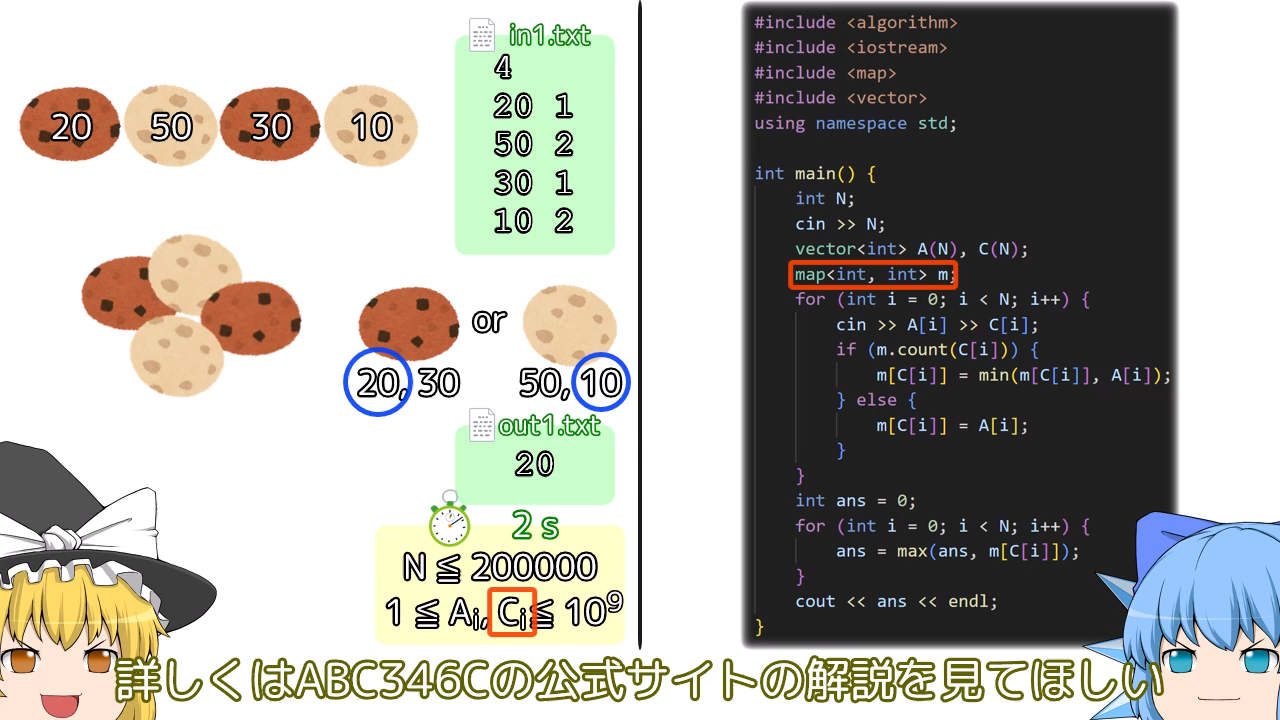 20 50 30 10
in1.txt
4
20 1
50 2
30 1
10 2
or
20, 30
50, 10
out1.txt
20
2 s
N ≦ 200000
1 ≦ Ai, Ci ≦ 10⁹
#include <algorithm>
#include <iostream>
#include <map>
#include <vector>
using namespace std;
int main() {
    int N;
    cin >> N;
    vector<int> A(N), C(N);
    map<int, int> m;
    for (int i = 0; i < N; i++) {
        cin >> A[i] >> C[i];
        if (m.count(C[i])) {
            m[C[i]] = min(m[C[i]], A[i]);
        } else {
            m[C[i]] = A[i];
        }
    }
    int ans = 0;
    for (int i = 0; i < N; i++) {
        ans = max(ans, m[C[i]]);
    }
    cout << ans << endl;
}
詳しくはABC346Cの公式サイトの解説を見てほしい